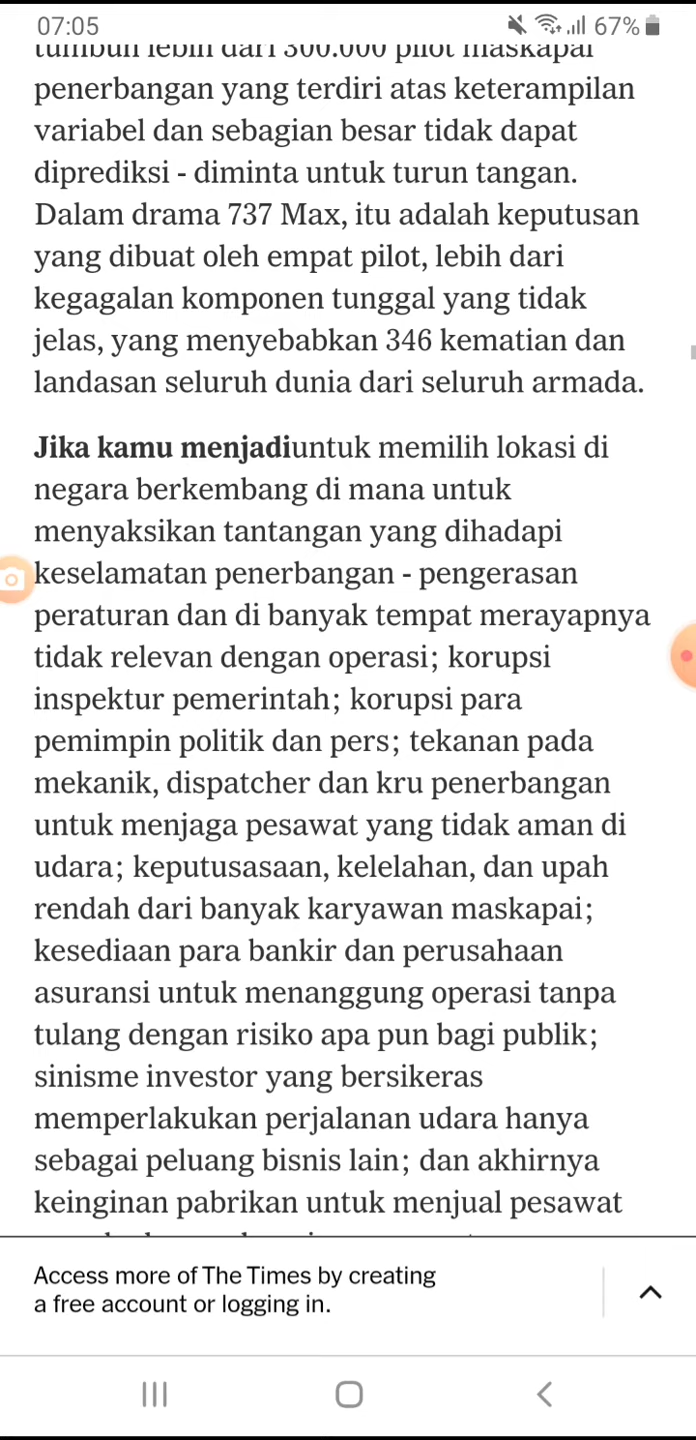 07:05
67%
tumbuh lebih dari 300.000 pilot maskapai
penerbangan yang terdiri atas keterampilan
variabel dan sebagian besar tidak dapat
diprediksi - diminta untuk turun tangan.
Dalam drama 737 Max, itu adalah keputusan
yang dibuat oleh empat pilot, lebih dari
kegagalan komponen tunggal yang tidak
jelas, yang menyebabkan 346 kematian dan
landasan seluruh dunia dari seluruh armada.
Jika kamu menjadiuntuk memilih lokasi di
negara berkembang di mana untuk
menyaksikan tantangan yang dihadapi
keselamatan penerbangan - pengerasan
peraturan dan di banyak tempat merayapnya
tidak relevan dengan operasi; korupsi
inspektur pemerintah; korupsi para
pemimpin politik dan pers; tekanan pada
mekanik, dispatcher dan kru penerbangan
untuk menjaga pesawat yang tidak aman di
udara; keputusasaan, kelelahan, dan upah
rendah dari banyak karyawan maskapai;
kesediaan para bankir dan perusahaan
asuransi untuk menanggung operasi tanpa
tulang dengan risiko apa pun bagi publik;
sinisme investor yang bersikeras
memperlakukan perjalanan udara hanya
sebagai peluang bisnis lain; dan akhirnya
keinginan pabrikan untuk menjual pesawat
Access more of The Times by creating
a free account or logging in.